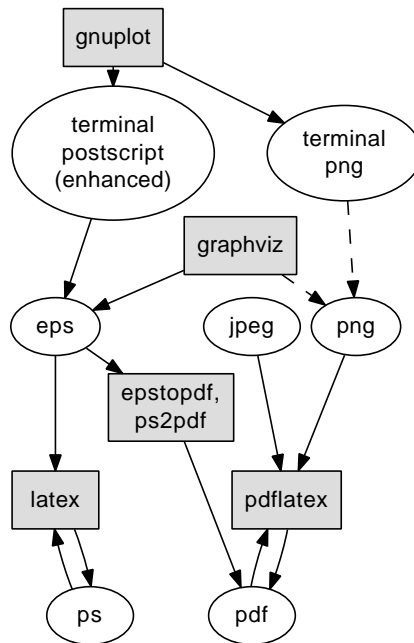 gnuplot
terminal
postscript
(enhanced)
terminal
png
graphviz
eps
jpeg
png
epstopdf,
ps2pdf
latex
pdflatex
ps
pdf